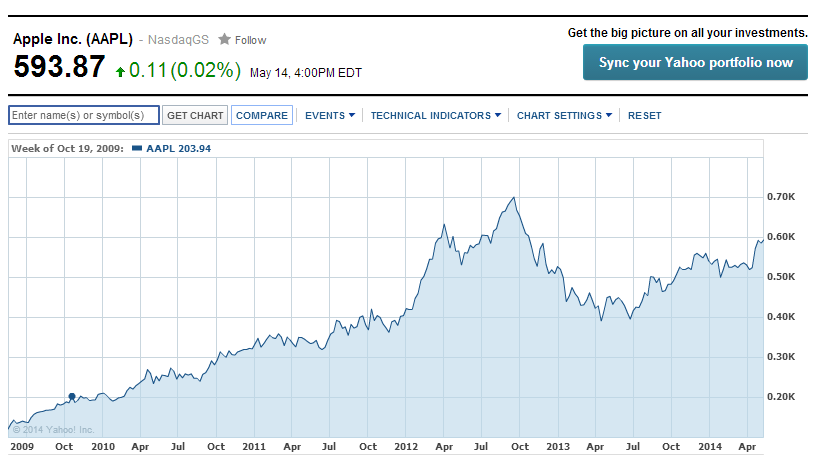 Get the big picture on all your investments.
Apple Inc. (AAPL) - NasdaqGS Follow
593.87 0.11(0.02%) May 14, 4:00PM EDT
Sync your Yahoo portfolio now
Enter name(s) or symbol(s) GET CHART COMPARE EVENTS TECHNICAL INDICATORS CHART SETTINGS RESET
Week of Oct 19, 2009: AAPL 203.94
0.70K
0.60K
0.50K
0.40K
0.30K
0.20K
© 2014 Yahoo! Inc.
2009 Oct 2010 Apr Jul Oct 2011 Apr Jul Oct 2012 Apr Jul Oct 2013 Apr Jul Oct 2014 Apr